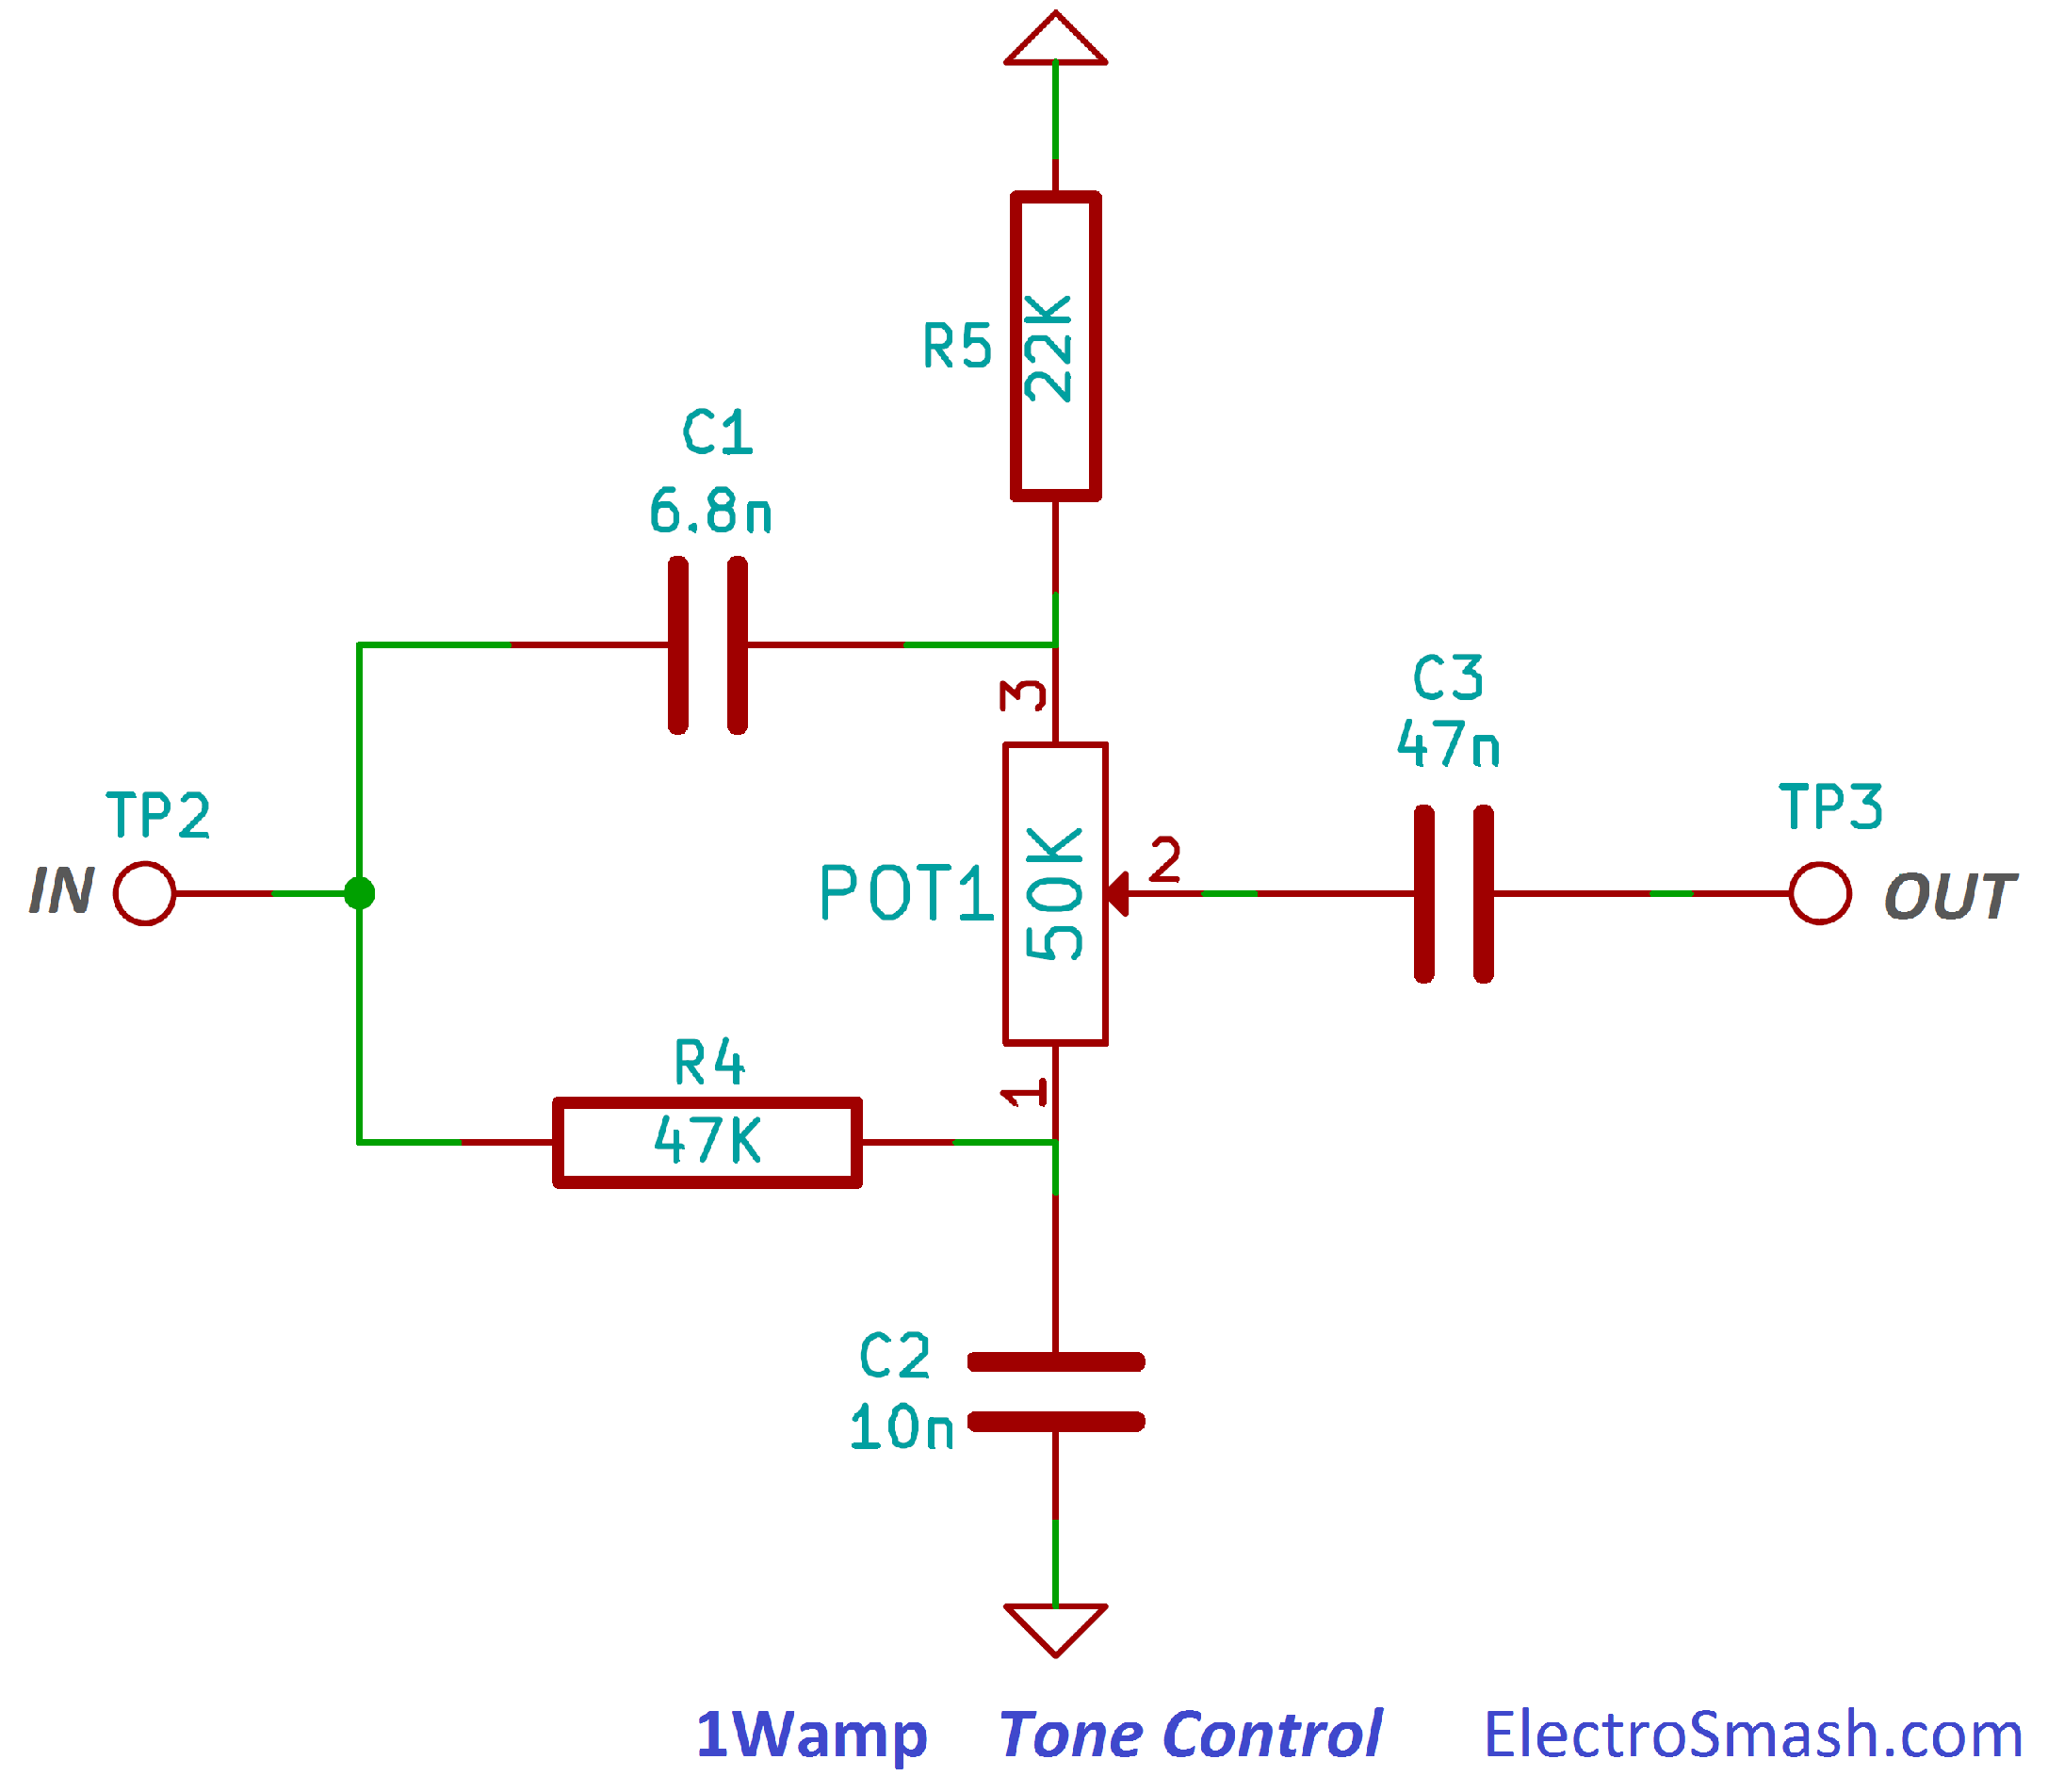 R5
22K
C1
6.8n
3
C3
47n
TP2
IN
POT1
50K
2
TP3
OUT
R4
47K
1
C2
10n
1Wamp Tone Control ElectroSmash.com